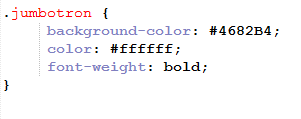 .jumbotron {
background-color: #4682B4;
color: #ffffff;
font-weight: bold;
}